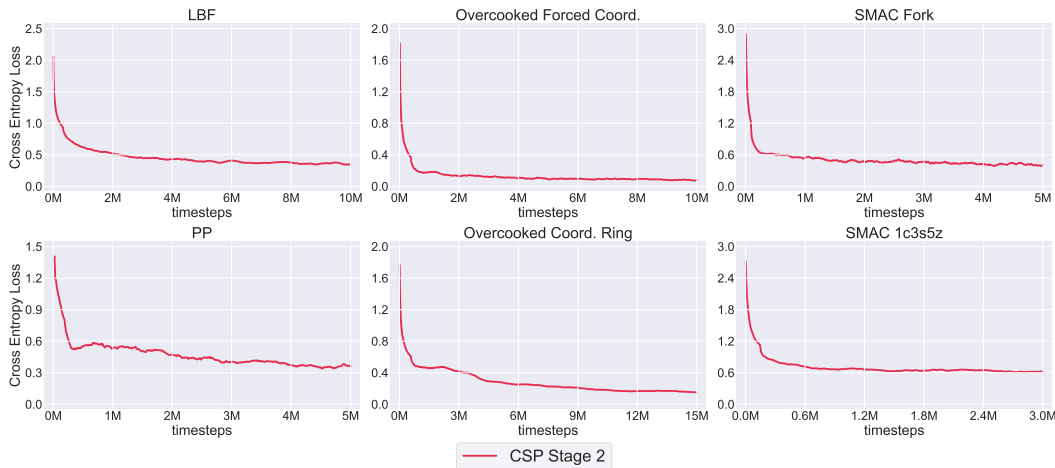 LBF
Overcooked Forced Coord.
SMAC Fork
Cross Entropy Loss
2.5
2.0
1.5
1.0
0.5
0.0
0M 2M 4M 6M 8M 10M
timesteps
2.0
1.6
1.2
0.8
0.4
0.0
0M 2M 4M 6M 8M 10M
timesteps
3.0
2.4
1.8
1.2
0.6
0.0
0M 1M 2M 3M 4M 5M
timesteps
PP
Overcooked Coord. Ring
SMAC 1c3s5z
Cross Entropy Loss
1.5
1.2
0.9
0.6
0.3
0.0
0M 1M 2M 3M 4M 5M
timesteps
2.0
1.6
1.2
0.8
0.4
0.0
0M 3M 6M 9M 12M 15M
timesteps
3.0
2.4
1.8
1.2
0.6
0.0
0.0M 0.6M 1.2M 1.8M 2.4M 3.0M
timesteps
CSP Stage 2